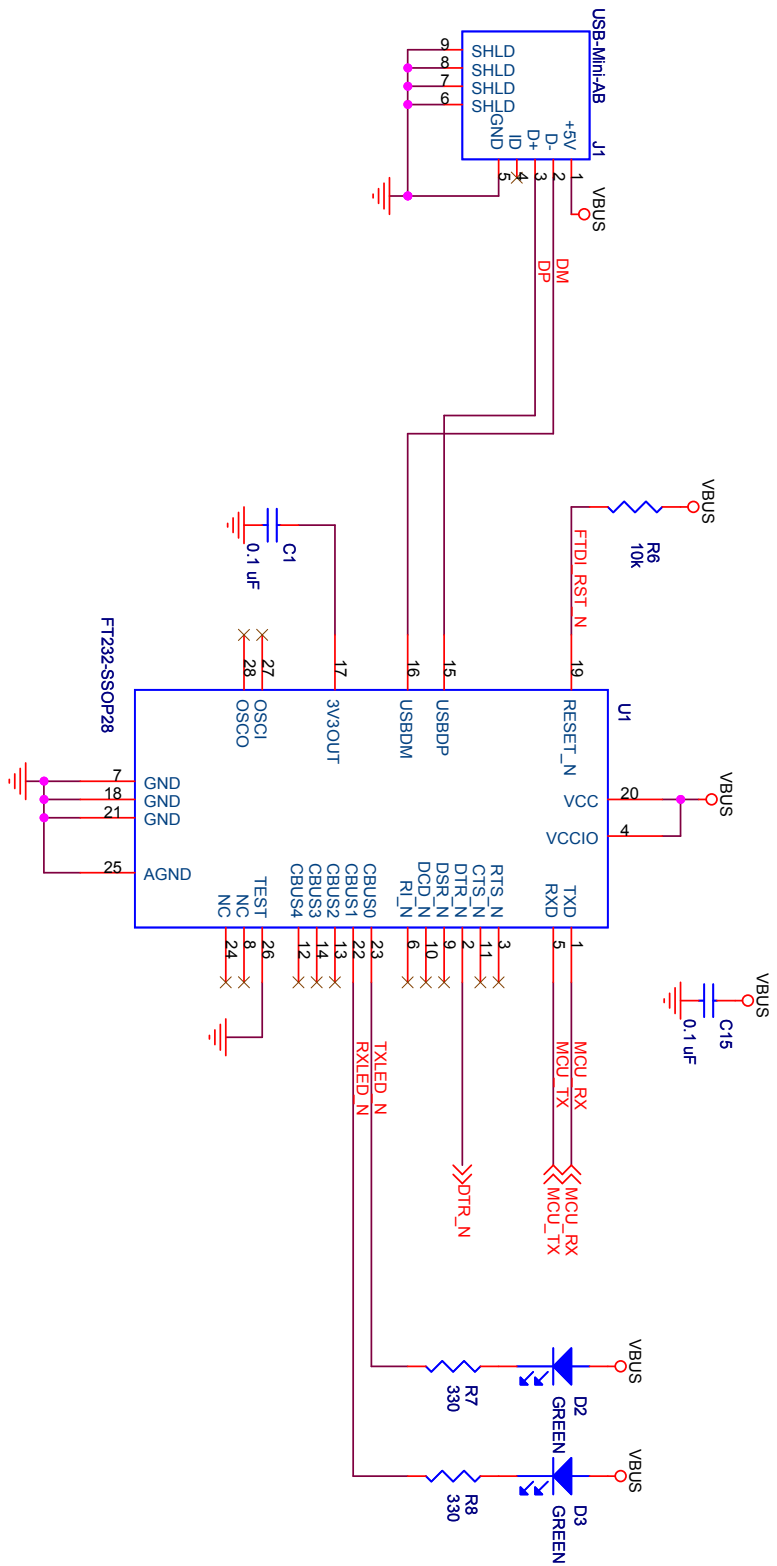 USB-Mini-AB
J1
9
8
7
6
SHLD
SHLD
SHLD
SHLD
+5V
D-
D+
ID
GND
1
2
3
4
5
VBUS
DM
DP
VBUS
R6
10k
FTDI_RST_N
C1
0.1 uF
19
15
16
17
27
28
FT232-SSOP28
U1
RESET_N
USBDP
USBDM
3V3OUT
OSCI
OSCO
VBUS
20
4
VCC
VCCIO
7
18
21
25
GND
GND
GND
AGND
TXD
RXD
RTS_N
CTS_N
DTR_N
DSR_N
DCD_N
RI_N
CBUS0
CBUS1
CBUS2
CBUS3
CBUS4
TEST
NC
NC
1
5
3
11
2
9
10
6
23
22
13
14
12
26
8
24
VBUS
C15
0.1 uF
MCU_RX
MCU_TX
TXLED_N
RXLED_N
MCU_RX
MCU_TX
DTR_N
VBUS
D2
GREEN
R7
330
VBUS
D3
GREEN
R8
330